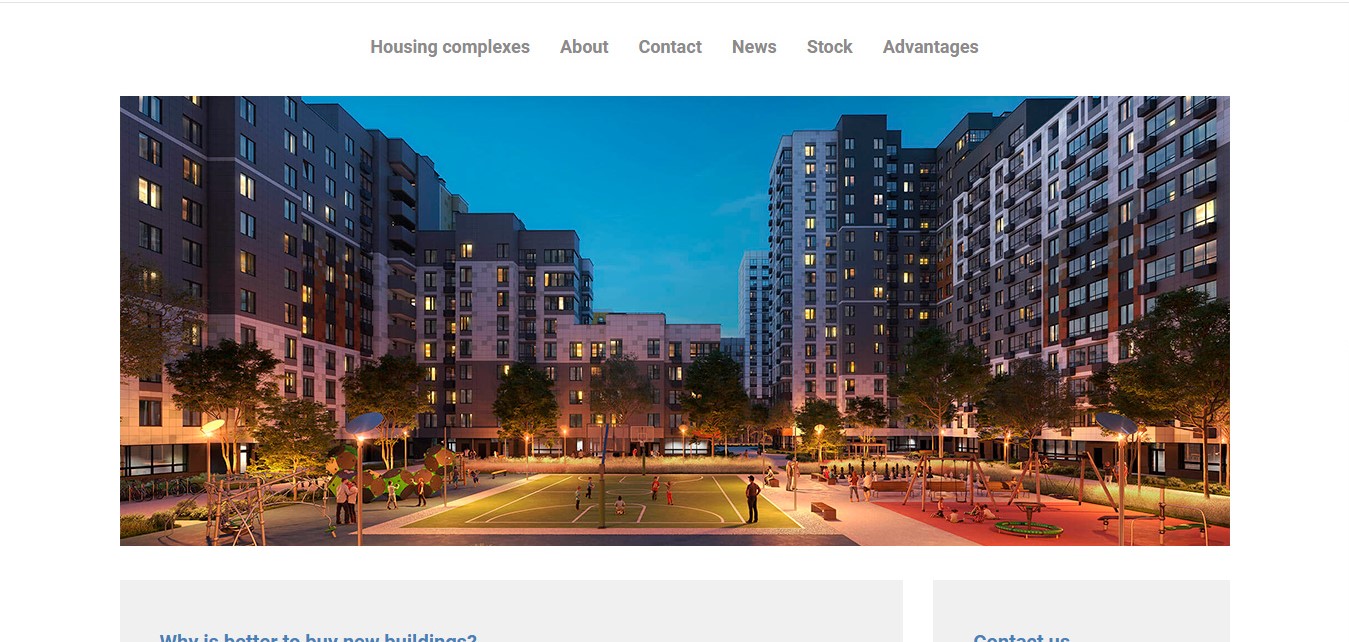 Housing complexes About Contact News Stock Advantages
Why is better to buy new buildings?
Contact us